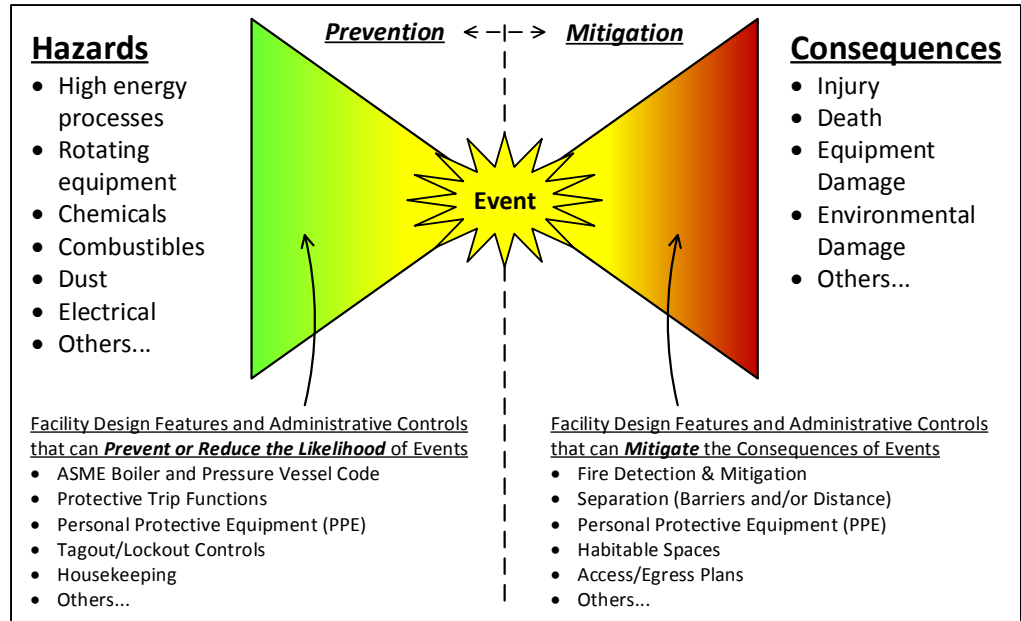 Prevention
Mitigation
Hazards
• High energy
processes
• Rotating
equipment
• Chemicals
• Combustibles
• Dust
• Electrical
• Others...
Event
Consequences
• Injury
• Death
• Equipment
Damage
• Environmental
Damage
• Others...
Facility Design Features and Administrative Controls
that can Prevent or Reduce the Likelihood of Events
• ASME Boiler and Pressure Vessel Code
• Protective Trip Functions
• Personal Protective Equipment (PPE)
• Tagout/Lockout Controls
• Housekeeping
• Others...
Facility Design Features and Administrative Controls
that can Mitigate the Consequences of Events
• Fire Detection & Mitigation
• Separation (Barriers and/or Distance)
• Personal Protective Equipment (PPE)
• Habitable Spaces
• Access/Egress Plans
• Others...